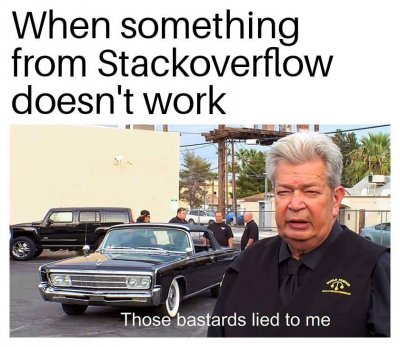 When something
from Stackoverflow
doesn't work
Those bastards lied to me